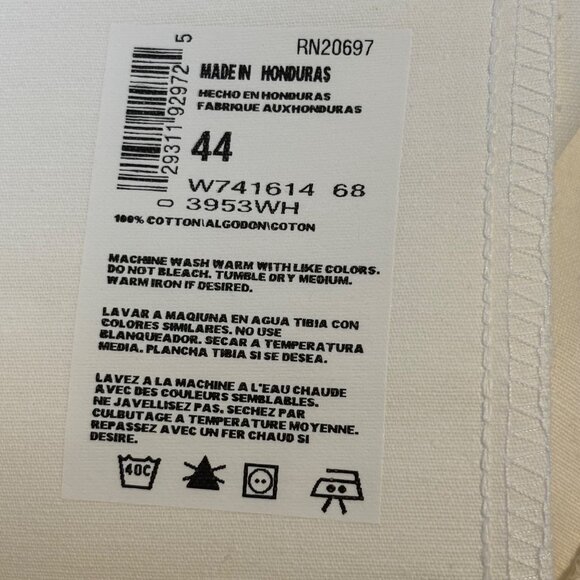 RN20697
0 29311 92972 5
MADE IN HONDURAS
HECHO EN HONDURAS
FABRIQUE AUXHONDURAS
44
W741614 68
3953WH
100% COTTON\ALGODON\COTON
MACHINE WASH WARM WITH LIKE COLORS.
DO NOT BLEACH. TUMBLE DRY MEDIUM.
WARM IRON IF DESIRED.
LAVAR A MAQIUNA EN AGUA TIBIA CON
COLORES SIMILARES. NO USE
BLANQUEADOR. SECAR A TEMPERATURA
MEDIA. PLANCHA TIBIA SI SE DESEA.
LAVEZ A LA MACHINE A L'EAU CHAUDE
AVEC DES COULEURS SEMBLABLES.
NE JAVELLISEZ PAS. SECHEZ PAR
CULBUTAGE A TEMPERATURE MOYENNE.
REPASSEZ AVEC UN FER CHAUD SI
DESIRE.
40C